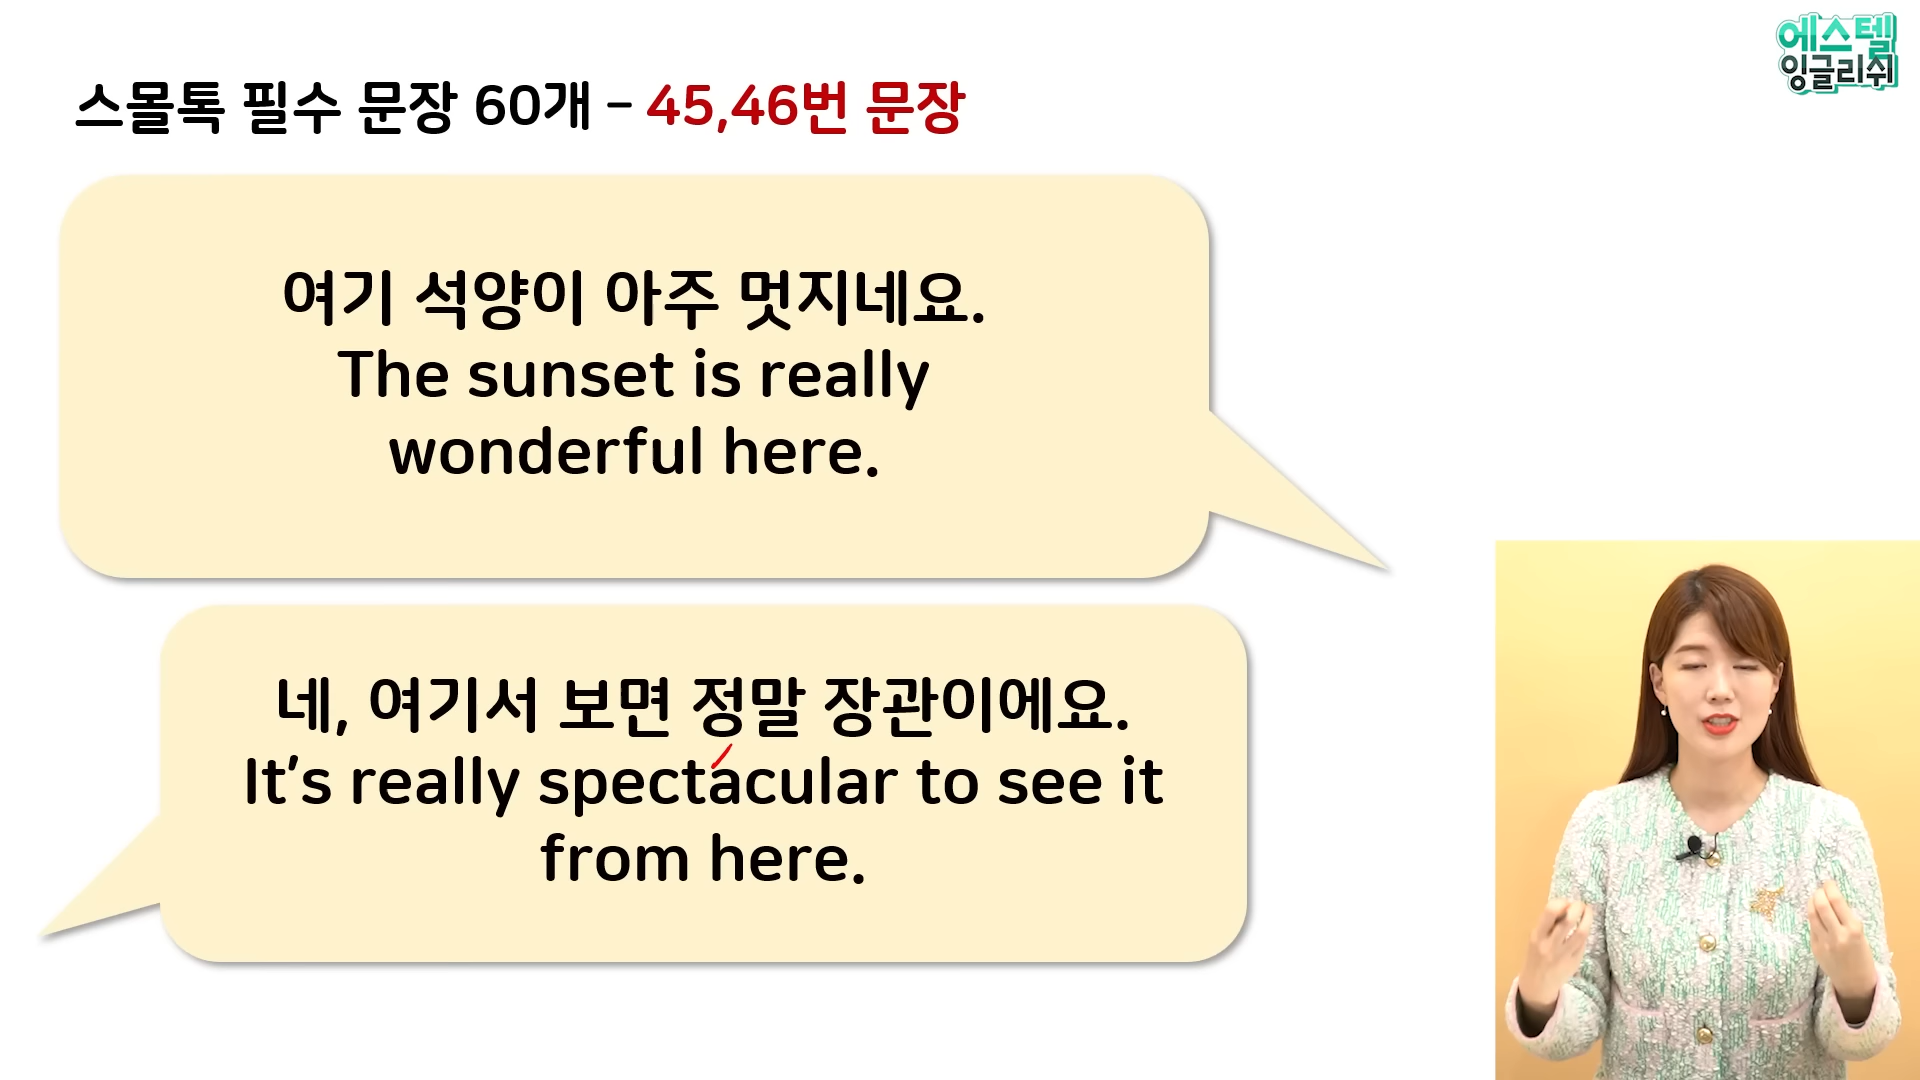 에스텔
잉글리쉬
스몰톡 필수 문장 60개 – 45,46번 문장
여기 석양이 아주 멋지네요.
The sunset is really
wonderful here.
네, 여기서 보면 정말 장관이에요.
It's really spectacular to see it
from here.